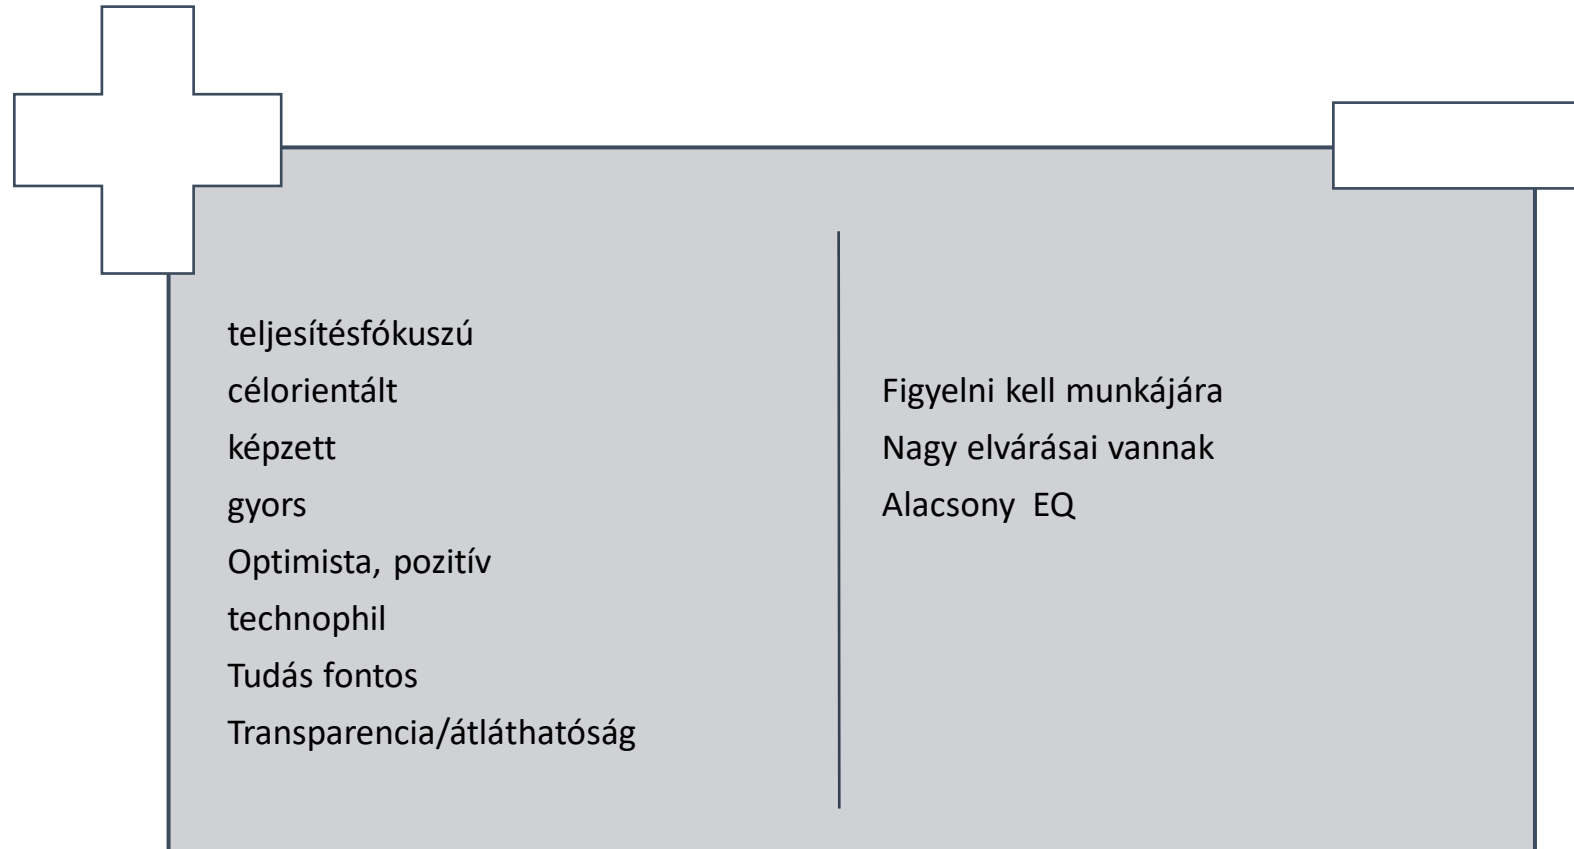 teljesítésfókuszú
célorientált
képzett
gyors
Optimista, pozitív
technophil
Tudás fontos
Transparencia/átláthatóság
Figyelni kell munkájára
Nagy elvárásai vannak
Alacsony  EQ